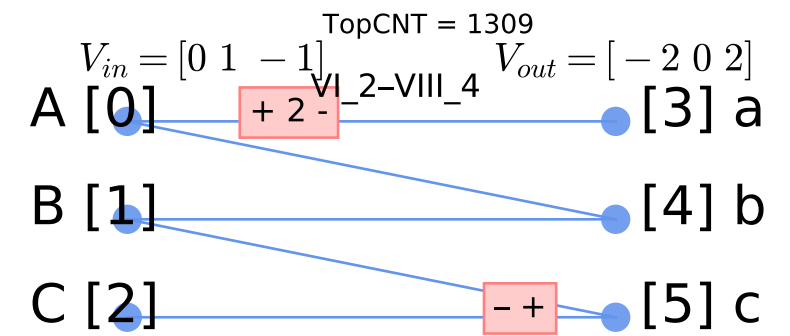 TopCNT = 1309
V_in = [0 1 −1] V_out = [−2 0 2]
VI_2–VIII_4
A [0] + 2 - [3] a
B [1] [4] b
C [2] – + [5] c